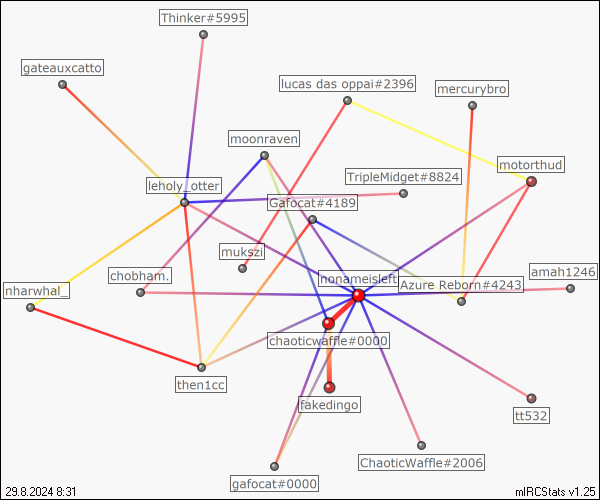 Thinker#5995
gateauxcatto
lucas das oppai#2396
mercurybro
moonraven
motorthud
TripleMidget#8824
leholy_otter
Gafocat#4189
mukszi
chobham.
nonameisleft
amah1246
Azure Reborn#4243
nharwhal_
chaoticwaffle#0000
then1cc
fakedingo
tt532
ChaoticWaffle#2006
gafocat#0000
29.8.2024 8:31
mIRCStats v1.25